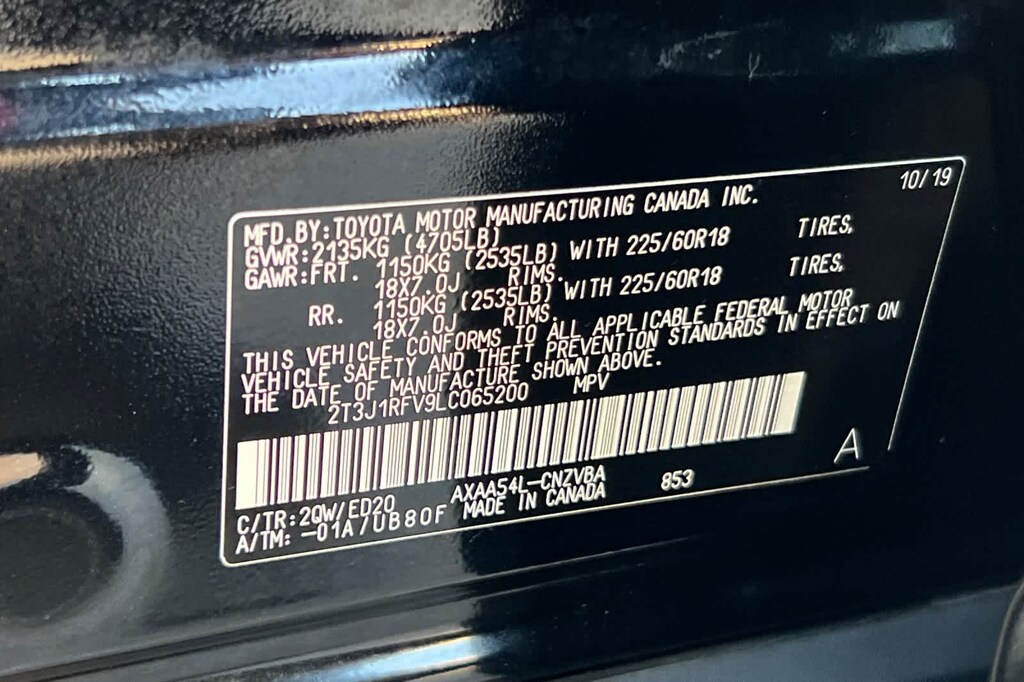 10/19
MFD.BY:TOYOTA MOTOR MANUFACTURING CANADA INC.
GVWR:2135KG (4705LB)
GAWR:FRT. 1150KG (2535LB) WITH 225/60R18 TIRES,
18X7.0J RIMS.
RR. 1150KG (2535LB) WITH 225/60R18 TIRES,
18X7.0J RIMS.
THIS VEHICLE CONFORMS TO ALL APPLICABLE FEDERAL MOTOR
VEHICLE SAFETY AND THEFT PREVENTION STANDARDS IN EFFECT ON
THE DATE OF MANUFACTURE SHOWN ABOVE.
2T3J1RFV9LC065200 MPV
A
C/TR:2QW/ED20 AXAA54L-CNZVBA 853
A/TM: -01A/UB80F MADE IN CANADA